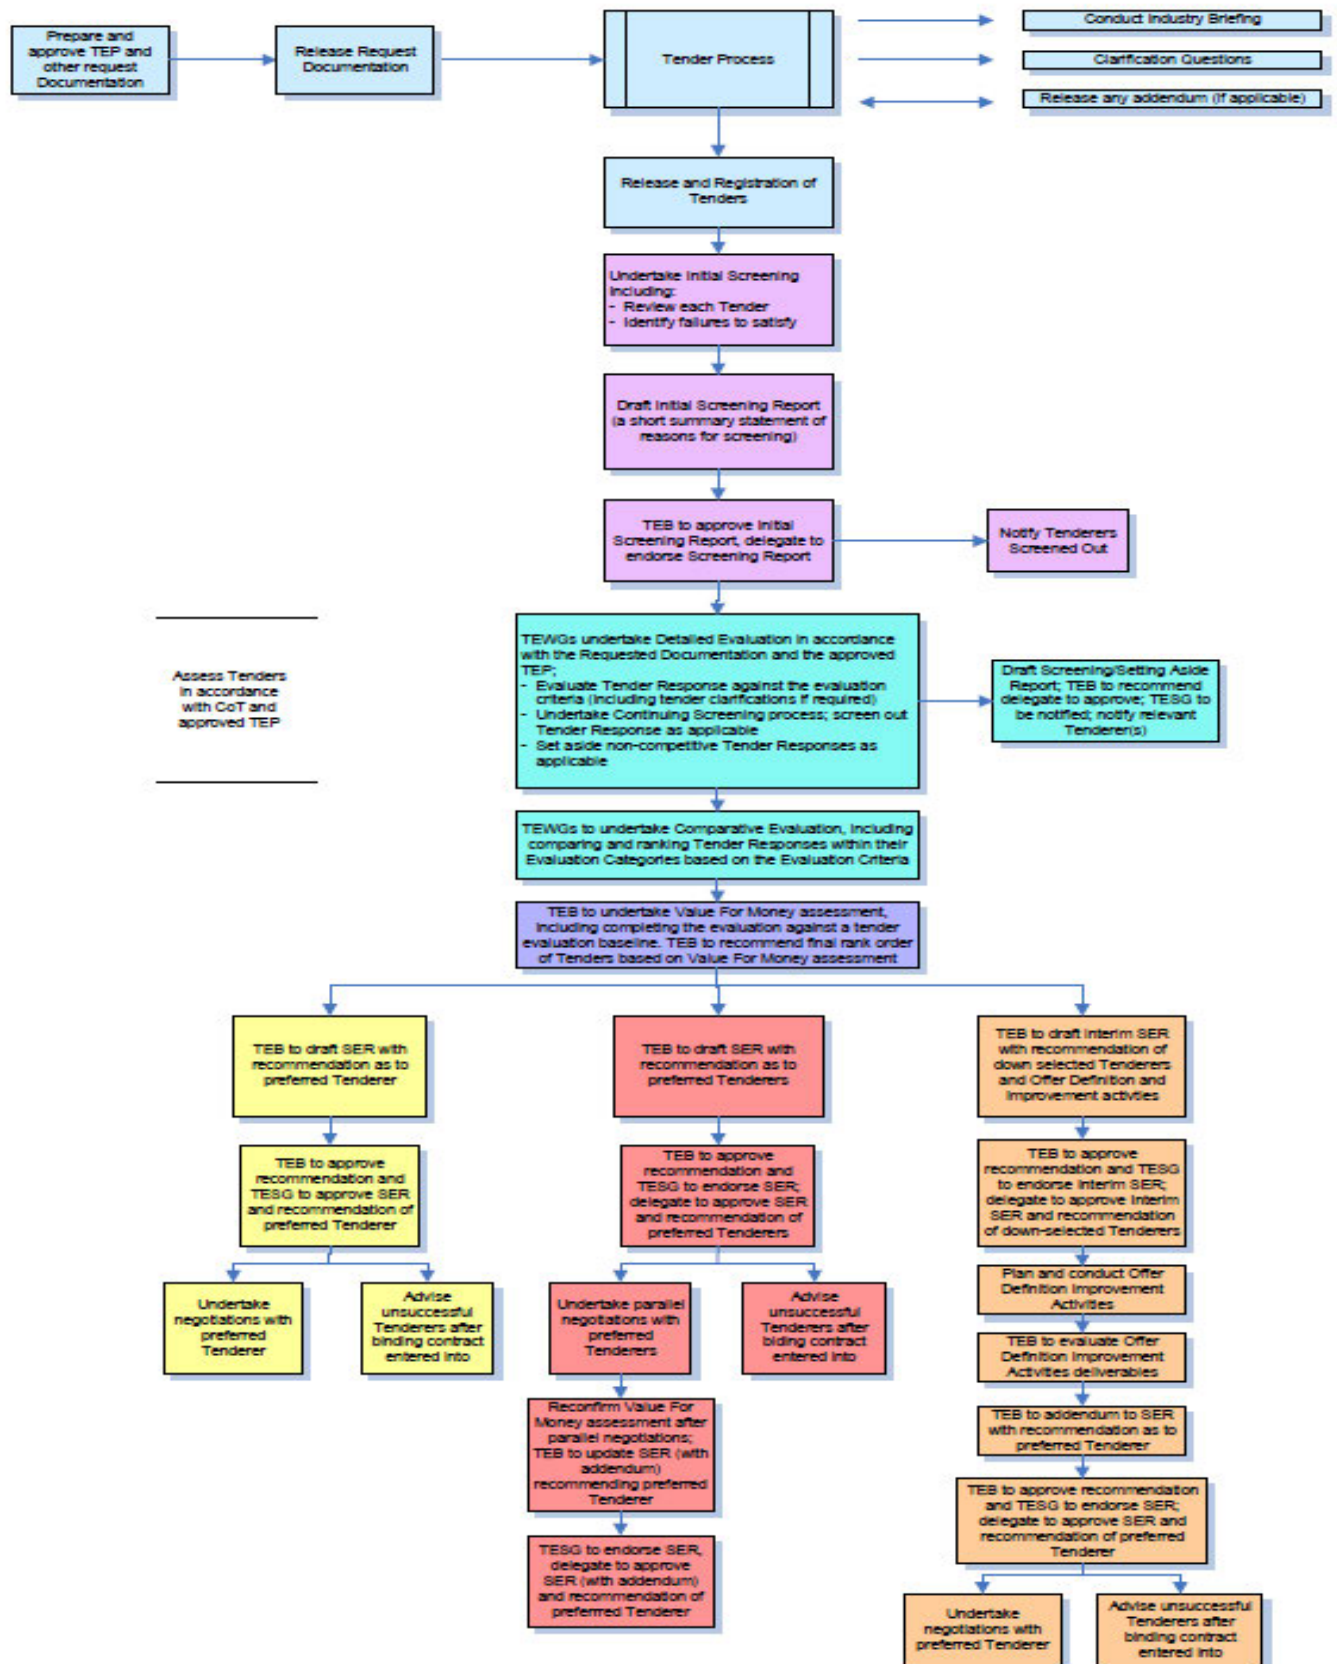 Prepare and
approve TEP and
other request
Documentation
Release Request
Documentation
Tender Process
Conduct Industry Briefing
Clarification Questions
Release any addendum (if applicable)
Release and Registration of
Tenders
Undertake Initial Screening
Including:
- Review each Tender
- Identify failures to satisfy
Draft Initial Screening Report
(a short summary statement of
reasons for screening)
TEB to approve Initial
Screening Report, delegate to
endorse Screening Report
Notify Tenderers
Screened Out
Assess Tenders
in accordance
with CoT and
approved TEP
TEWGs undertake Detailed Evaluation in accordance
with the Requested Documentation and the approved
TEP;
- Evaluate Tender Response against the evaluation
criteria (including tender clarifications if required)
- Undertake Continuing Screening process; screen out
Tender Response as applicable
- Set aside non-competitive Tender Responses as
applicable
Draft Screening/Setting Aside
Report; TEB to recommend
delegate to approve; TESG to
be notified; notify relevant
Tenderer(s)
TEWGs to undertake Comparative Evaluation, including
comparing and ranking Tender Responses within their
Evaluation Categories based on the Evaluation Criteria
TEB to undertake Value For Money assessment,
including completing the evaluation against a tender
evaluation baseline. TEB to recommend final rank order
of Tenders based on Value For Money assessment
TEB to draft SER with
recommendation as to
preferred Tenderer
TEB to approve
recommendation and
TESG to approve SER
and recommendation of
preferred Tenderer
Undertake
negotiations with
preferred
Tenderer
Advise
unsuccessful
Tenderers after
binding contract
entered into
TEB to draft SER with
recommendation as to
preferred Tenderers
TEB to approve
recommendation and
TESG to endorse SER;
delegate to approve SER
and recommendation of
preferred Tenderers
Undertake parallel
negotiations with
preferred
Tenderers
Advise
unsuccessful
Tenderers after
biding contract
entered into
Reconfirm Value For
Money assessment after
parallel negotiations;
TEB to update SER (with
addendum)
recommending preferred
Tenderer
TESG to endorse SER,
delegate to approve
SER (with addendum)
and recommendation of
preferrred Tenderer
TEB to draft Interim SER
with recommendation of
down selected Tenderers
and Offer Definition and
Improvement activties
TEB to approve
recommendation and TESG
to endorse Interim SER;
delegate to approve Interim
SER and recommendation
of down-selected Tenderers
Plan and conduct Offer
Definition Improvement
Activities
TEB to evaluate Offer
Definition Improvement
Activities deliverables
TEB to addendum to SER
with recommendation as to
preferred Tenderer
TEB to approve recommendation
and TESG to endorse SER;
delegate to approve SER and
recommendation of preferred
Tenderer
Undertake
negotiations with
preferred Tenderer
Advise unsuccessful
Tenderers after
binding contract
entered into